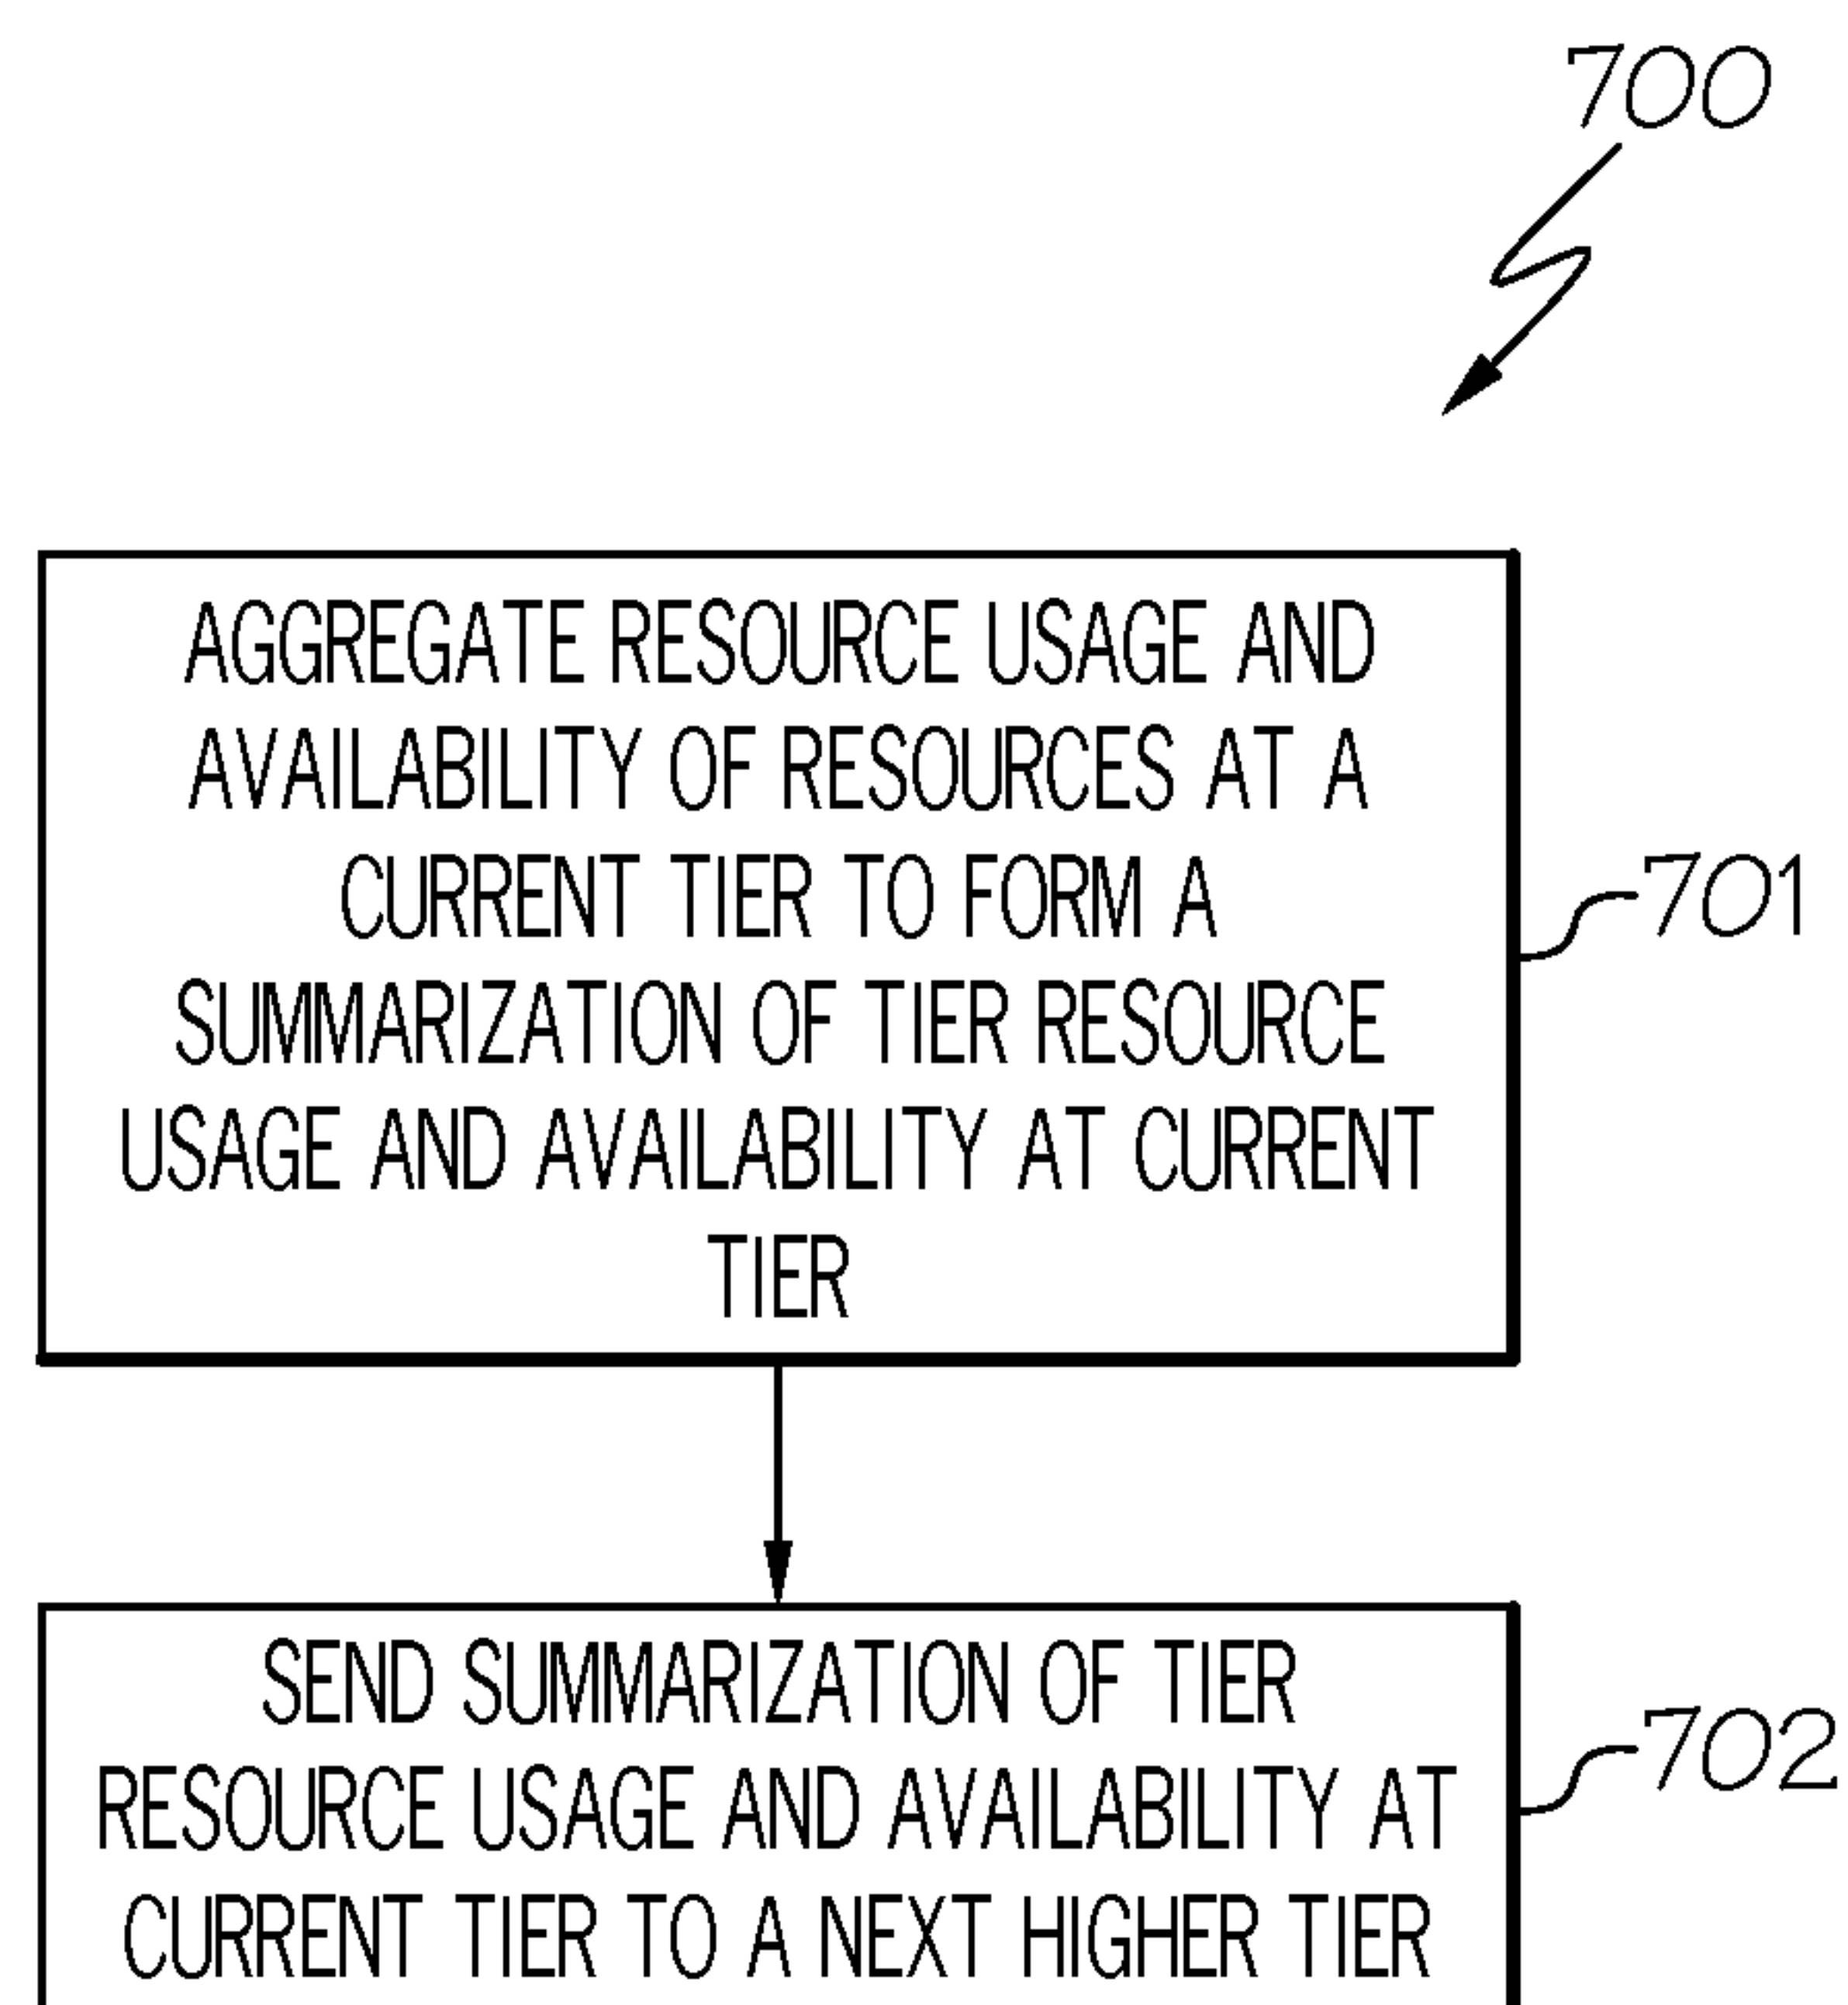 700
AGGREGATE RESOURCE USAGE AND
AVAILABILITY OF RESOURCES AT A
CURRENT TIER TO FORM A
SUMMARIZATION OF TIER RESOURCE
USAGE AND AVAILABILITY AT CURRENT
TIER
701
SEND SUMMARIZATION OF TIER
RESOURCE USAGE AND AVAILABILITY AT
CURRENT TIER TO A NEXT HIGHER TIER
702